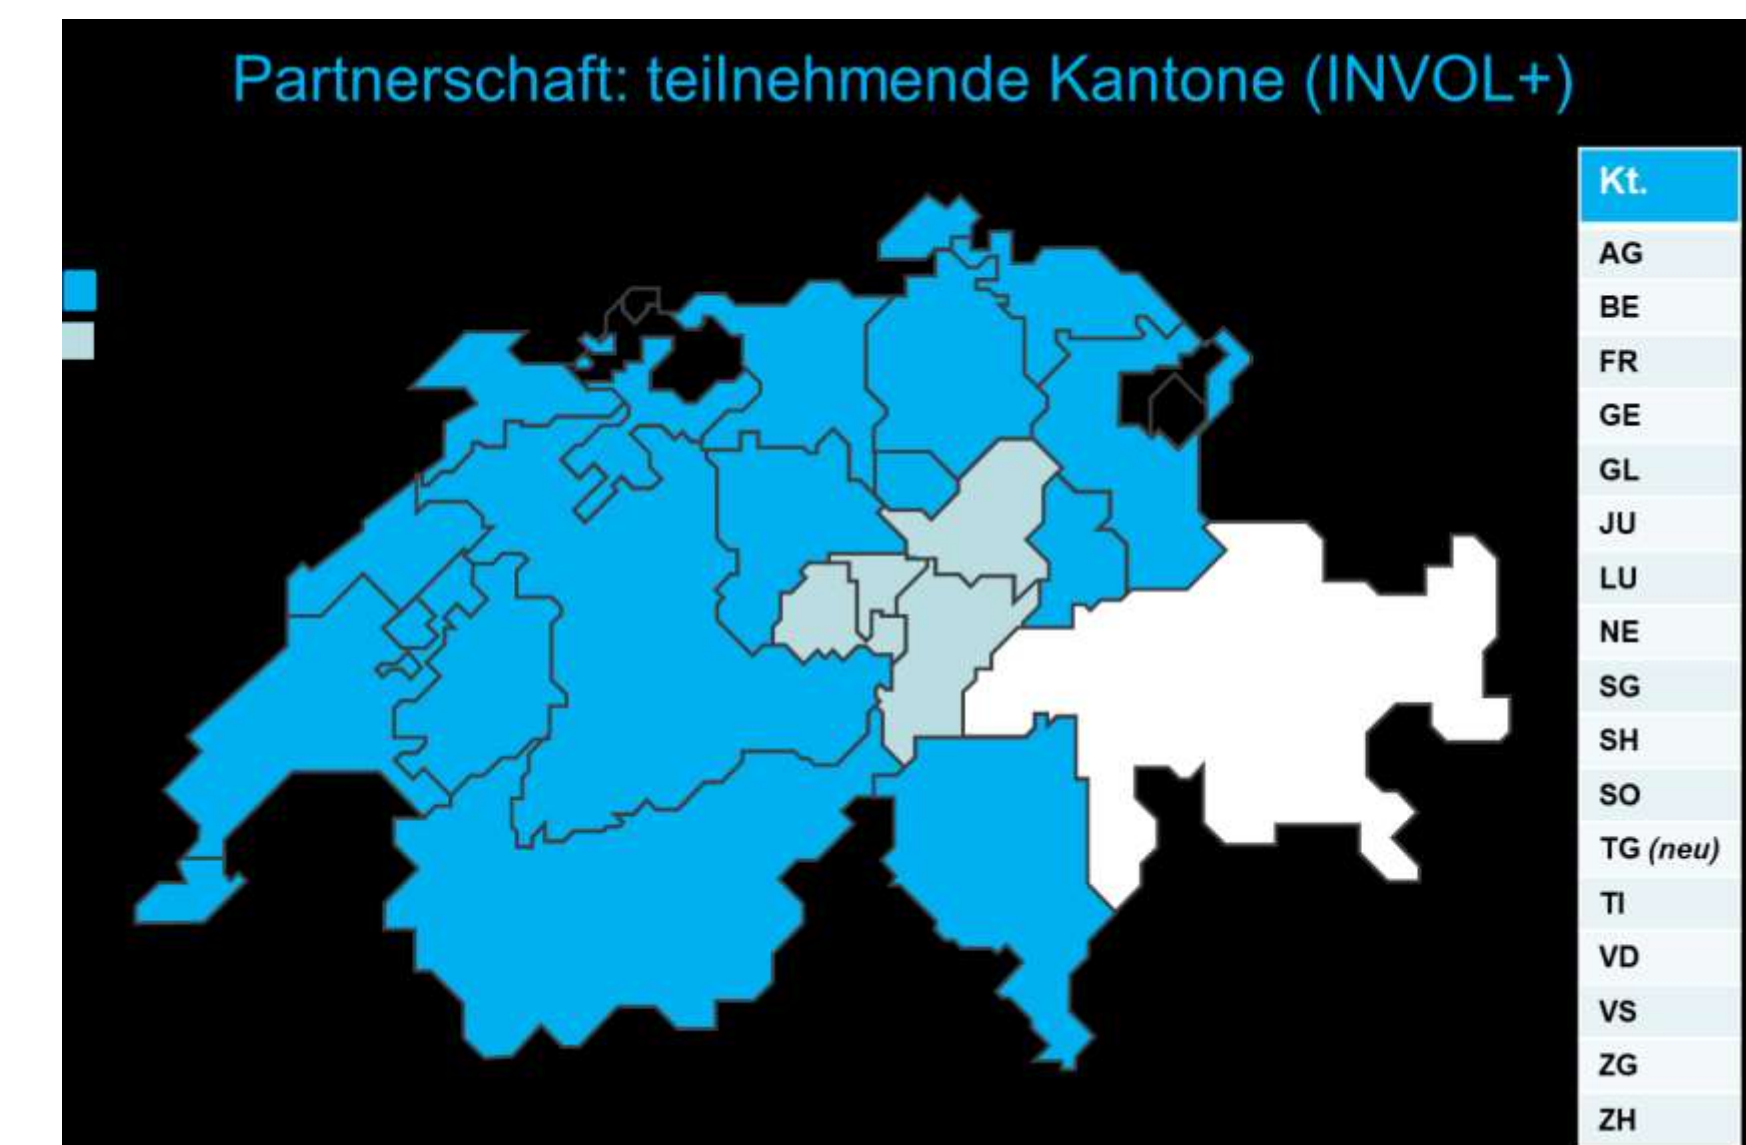 Partnerschaft: teilnehmende Kantone (INVOL+)
Kt.
AG
BE
FR
GE
GL
JU
LU
NE
SG
SH
SO
TG (neu)
TI
VD
VS
ZG
ZH